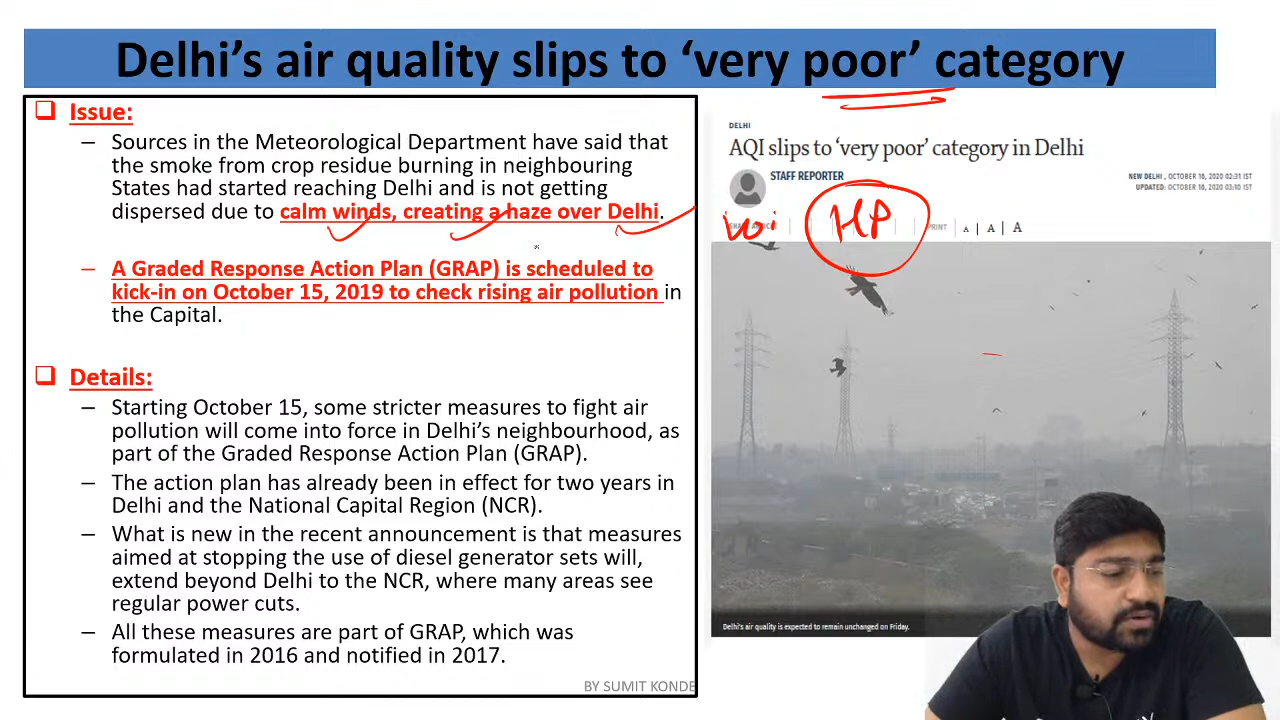 Delhi's air quality slips to 'very poor' category
Issue:
– Sources in the Meteorological Department have said that
the smoke from crop residue burning in neighbouring
States had started reaching Delhi and is not getting
dispersed due to calm winds, creating a haze over Delhi.
– A Graded Response Action Plan (GRAP) is scheduled to
kick-in on October 15, 2019 to check rising air pollution in
the Capital.
Details:
– Starting October 15, some stricter measures to fight air
pollution will come into force in Delhi's neighbourhood, as
part of the Graded Response Action Plan (GRAP).
– The action plan has already been in effect for two years in
Delhi and the National Capital Region (NCR).
– What is new in the recent announcement is that measures
aimed at stopping the use of diesel generator sets will,
extend beyond Delhi to the NCR, where many areas see
regular power cuts.
– All these measures are part of GRAP, which was
formulated in 2016 and notified in 2017.
BY SUMIT KONDE
DELHI
AQI slips to 'very poor' category in Delhi
STAFF REPORTER
NEW DELHI, OCTOBER 16, 2020 02:31 IST
UPDATED: OCTOBER 16, 2020 03:10 IST
HP
PRINT A A A
Delhi's air quality is expected to remain unchanged on Friday.